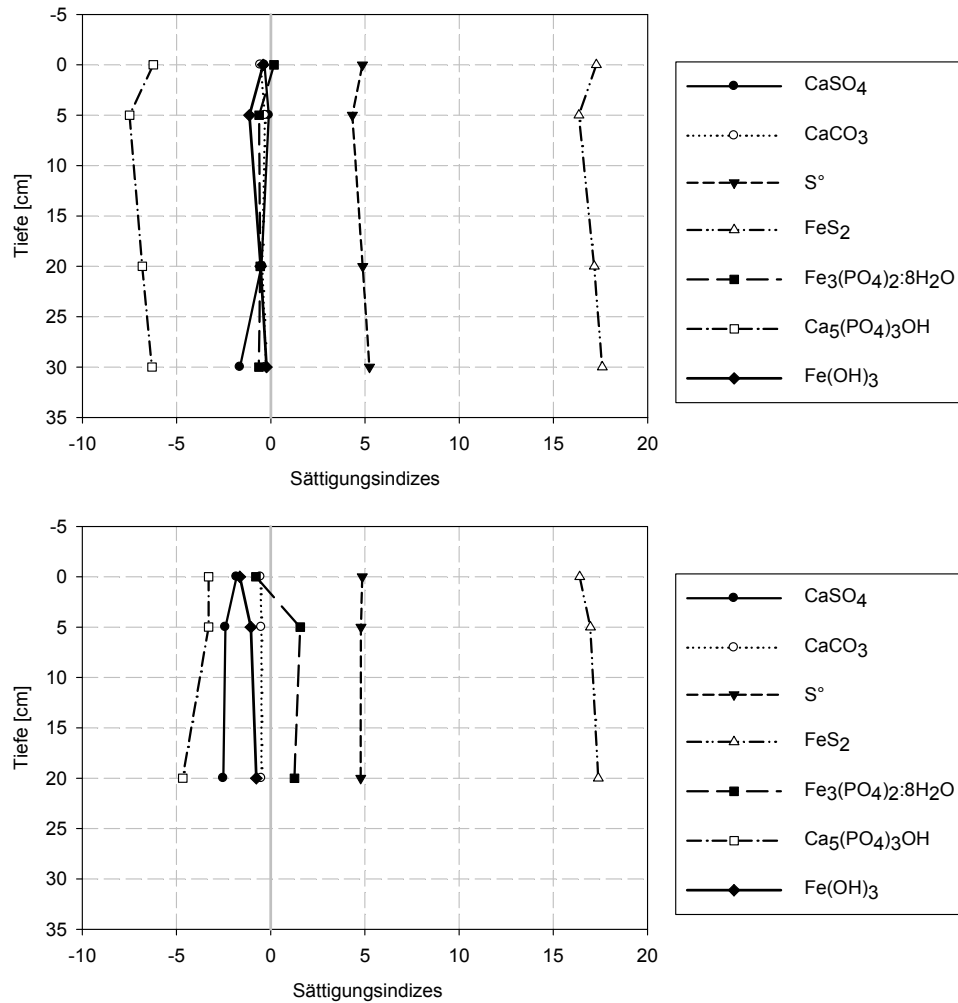 -5
0
5
10
15
20
25
30
35
Tiefe [cm]
-10 -5 0 5 10 15 20
Sättigungsindizes
CaSO4
CaCO3
S°
FeS2
Fe3(PO4)2:8H2O
Ca5(PO4)3OH
Fe(OH)3
-5
0
5
10
15
20
25
30
35
Tiefe [cm]
-10 -5 0 5 10 15 20
Sättigungsindizes
CaSO4
CaCO3
S°
FeS2
Fe3(PO4)2:8H2O
Ca5(PO4)3OH
Fe(OH)3